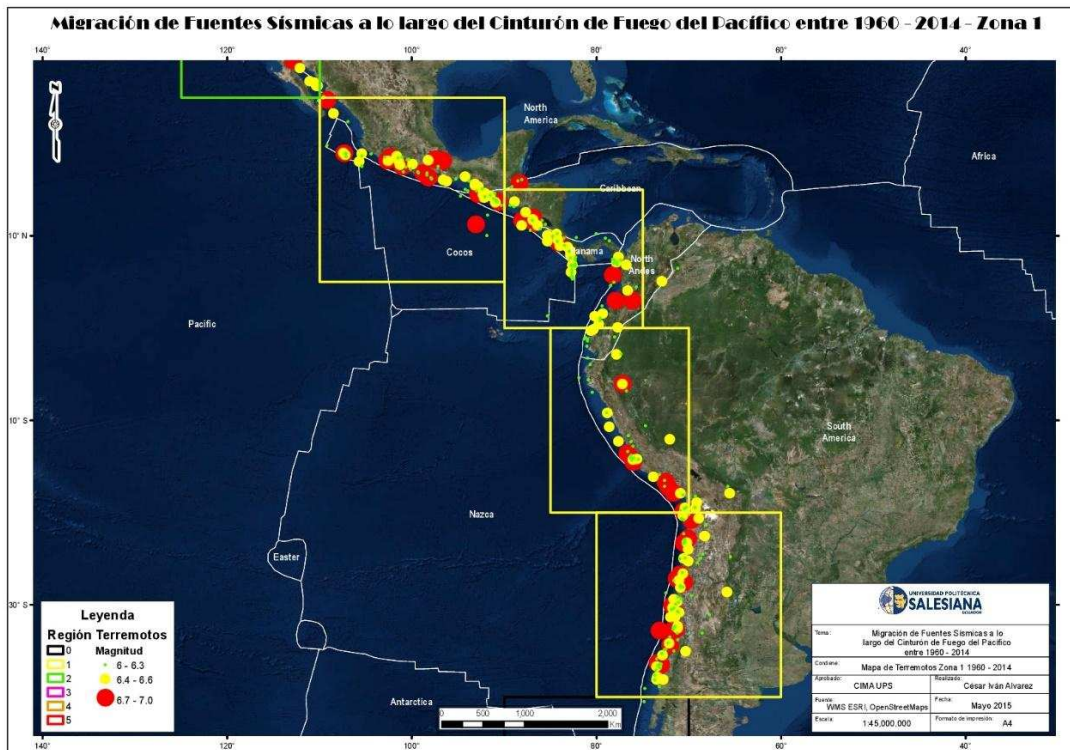 Migración de Fuentes Sísmicas a lo largo del Cinturón de Fuego del Pacífico entre 1960 - 2014 - Zona 1
140° 120° 100° 80° 60° 40°
North
America
Africa
Caribbean
10° N
Cocos
Panama
North
Andes
Pacific
10° S
South
America
Nazca
Easter
30° S
Antarctica
Leyenda
Región Terremotos
Magnitud
0
1
2
3
4
5
6 - 6.3
6.4 - 6.6
6.7 - 7.0
0 500 1,000 2,000
Km
UNIVERSIDAD POLITÉCNICA
SALESIANA
ECUADOR
Tema:
Migración de Fuentes Sísmicas a lo
largo del Cinturón de Fuego del Pacífico
entre 1960 - 2014
Contiene:
Mapa de Terremotos Zona 1 1960 - 2014
Aprobado:
CIMA UPS
Realizado:
César Iván Alvarez
Fuente:
WMS ESRI, OpenStreetMaps
Fecha:
Mayo 2015
Escala:
1:45,000,000
Formato de impresión:
A4
140° 120° 100° 80° 60° 40°